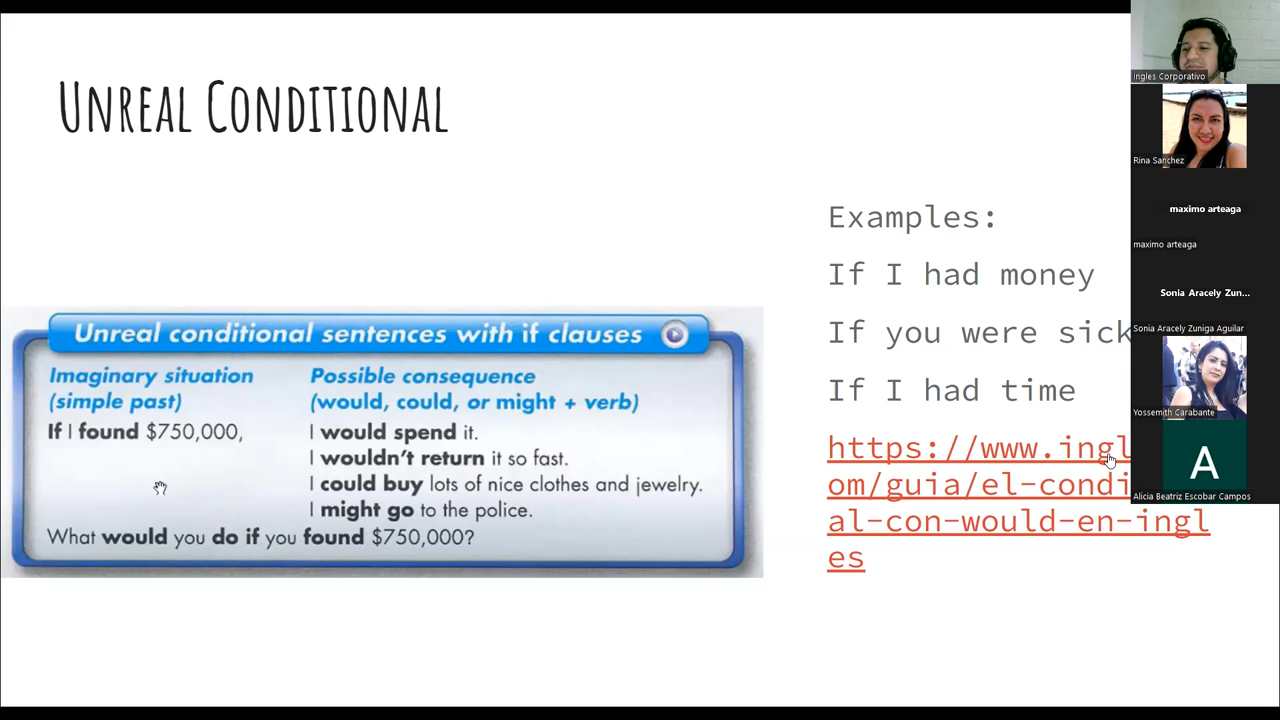 Unreal Conditional
Unreal conditional sentences with if clauses
Imaginary situation
(simple past)
If I found $750,000,
Possible consequence
(would, could, or might + verb)
I would spend it.
I wouldn't return it so fast.
I could buy lots of nice clothes and jewelry.
I might go to the police.
What would you do if you found $750,000?
Examples:
If I had money
If you were sick
If I had time
https://www.ingl
om/guia/el-condi
al-con-would-en-ingl
es
Ingles Corporativo
Rina Sanchez
maximo arteaga
maximo arteaga
Sonia Aracely Zun...
Sonia Aracely Zuniga Aguilar
Yossemith Carabante
A
Alicia Beatriz Escobar Campos